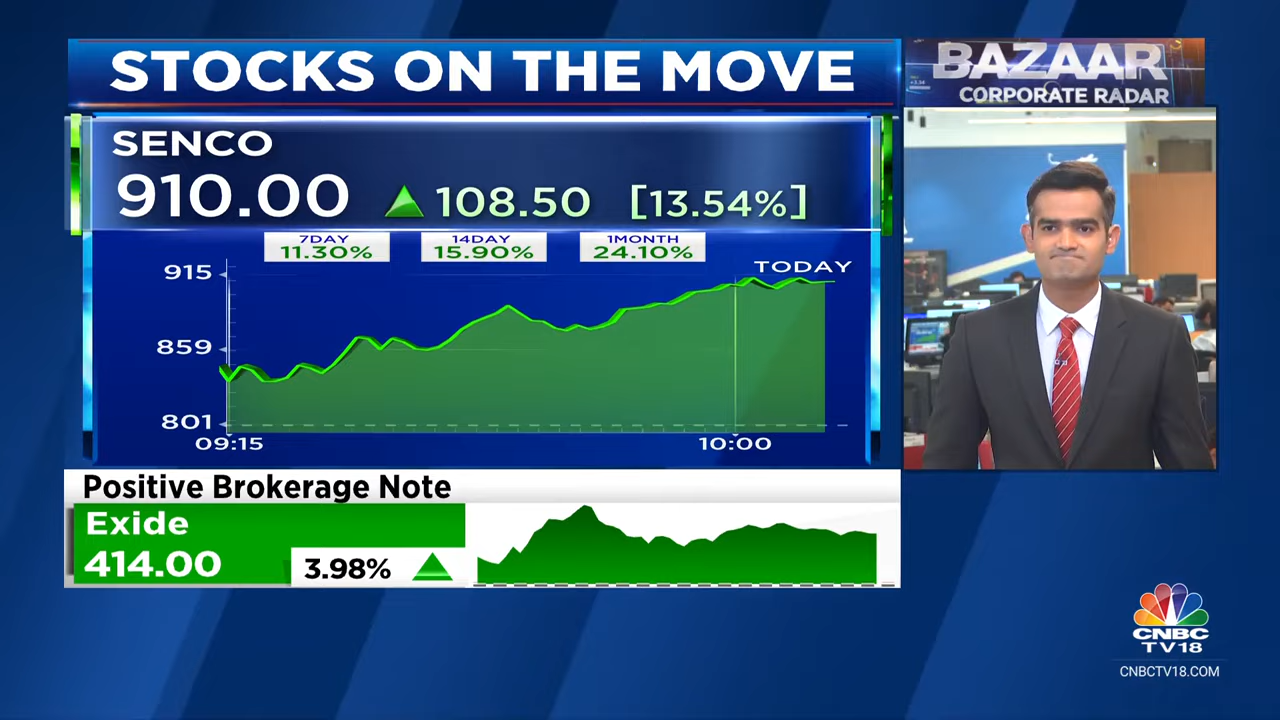 STOCKS ON THE MOVE
BAZAAR
CORPORATE RADAR
SENCO
910.00 108.50 [13.54%]
7DAY 14DAY 1MONTH
11.30% 15.90% 24.10%
TODAY
915
859
801
09:15 10:00
Positive Brokerage Note
Exide
414.00 3.98%
CNBC
TV18
CNBCTV18.COM